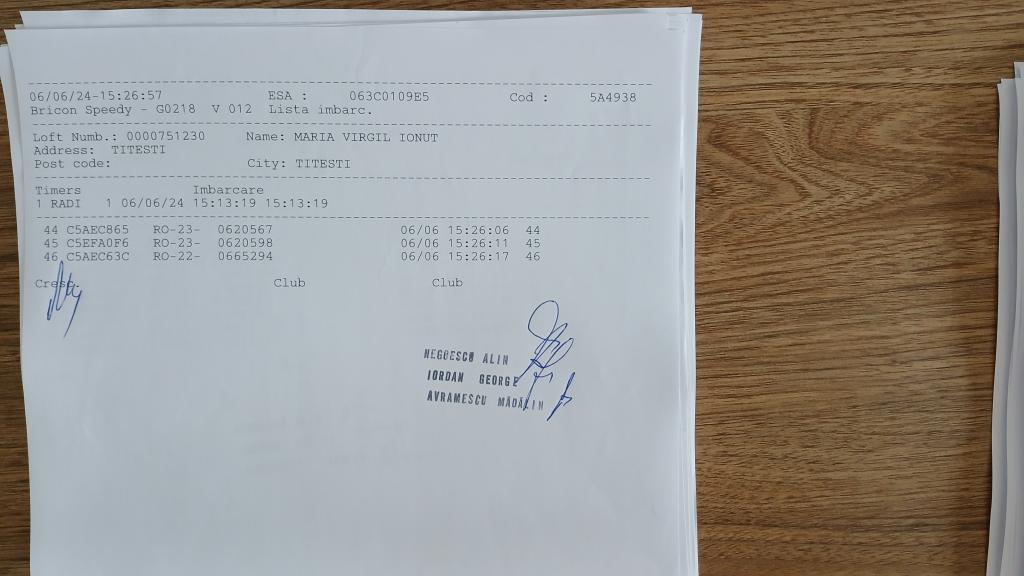 06/06/24-15:26:57 ESA : 063C0109E5 Cod : 5A4938
Bricon Speedy - G0218 V 012 Lista imbarc.
Loft Numb.: 0000751230 Name: MARIA VIRGIL IONUT
Address: TITESTI
Post code: City: TITESTI
Timers Imbarcare
1 RADI 1 06/06/24 15:13:19 15:13:19
44 C5AEC865 RO-23- 0620567 06/06 15:26:06 44
45 C5EFA0F6 RO-23- 0620598 06/06 15:26:11 45
46 C5AEC63C RO-22- 0665294 06/06 15:26:17 46
Cresc. Club Club
NEGOESCU ALIN
IORDAN GEORGE
AVRAMESCU MĂDĂLIN